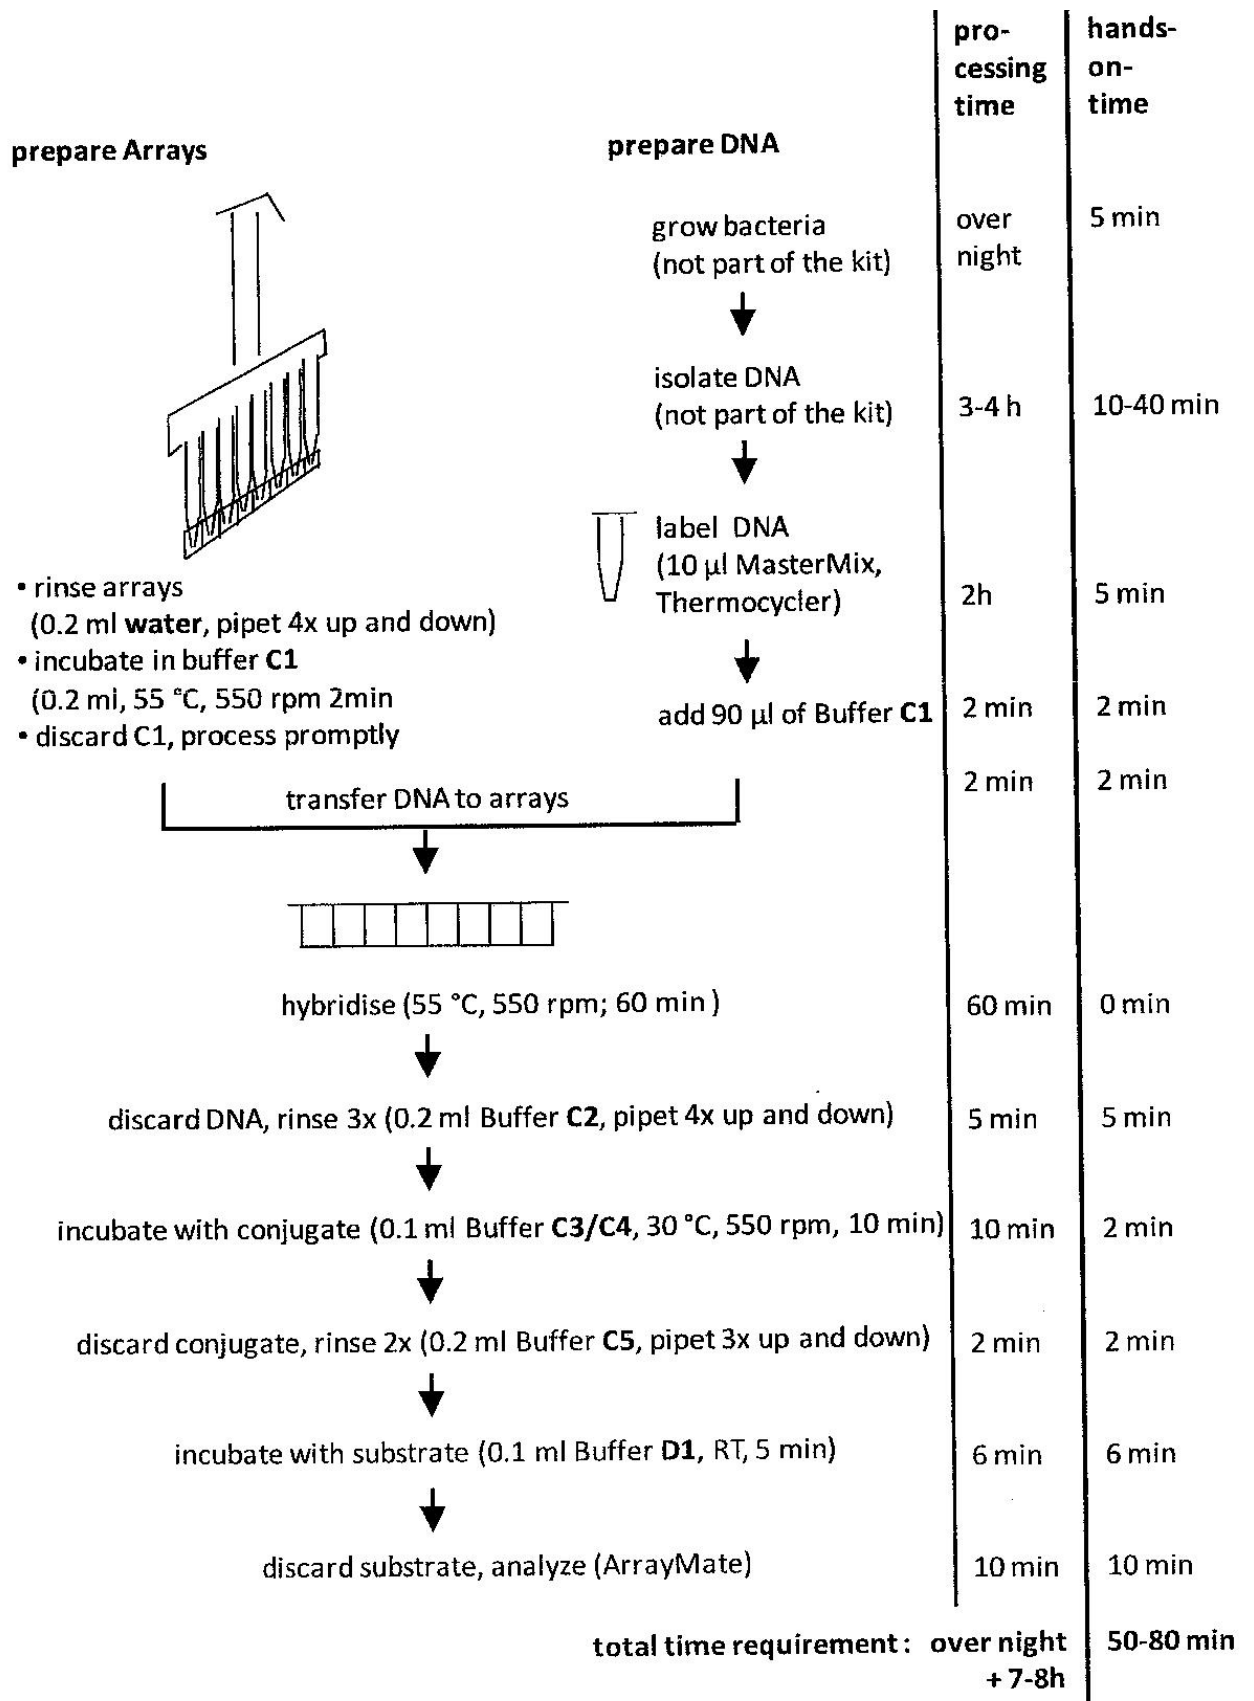 pro-
cessing
time
hands-
on-
time
prepare Arrays
prepare DNA
grow bacteria
(not part of the kit)
over
night
5 min
isolate DNA
(not part of the kit)
3-4 h
10-40 min
label DNA
(10 µl MasterMix,
Thermocycler)
2h
5 min
• rinse arrays
(0.2 ml water, pipet 4x up and down)
• incubate in buffer C1
(0.2 ml, 55 °C, 550 rpm 2min
• discard C1, process promptly
add 90 µl of Buffer C1
2 min
2 min
transfer DNA to arrays
2 min
2 min
hybridise (55 °C, 550 rpm; 60 min )
60 min
0 min
discard DNA, rinse 3x (0.2 ml Buffer C2, pipet 4x up and down)
5 min
5 min
incubate with conjugate (0.1 ml Buffer C3/C4, 30 °C, 550 rpm, 10 min)
10 min
2 min
discard conjugate, rinse 2x (0.2 ml Buffer C5, pipet 3x up and down)
2 min
2 min
incubate with substrate (0.1 ml Buffer D1, RT, 5 min)
6 min
6 min
discard substrate, analyze (ArrayMate)
10 min
10 min
total time requirement: over night
+ 7-8h
50-80 min